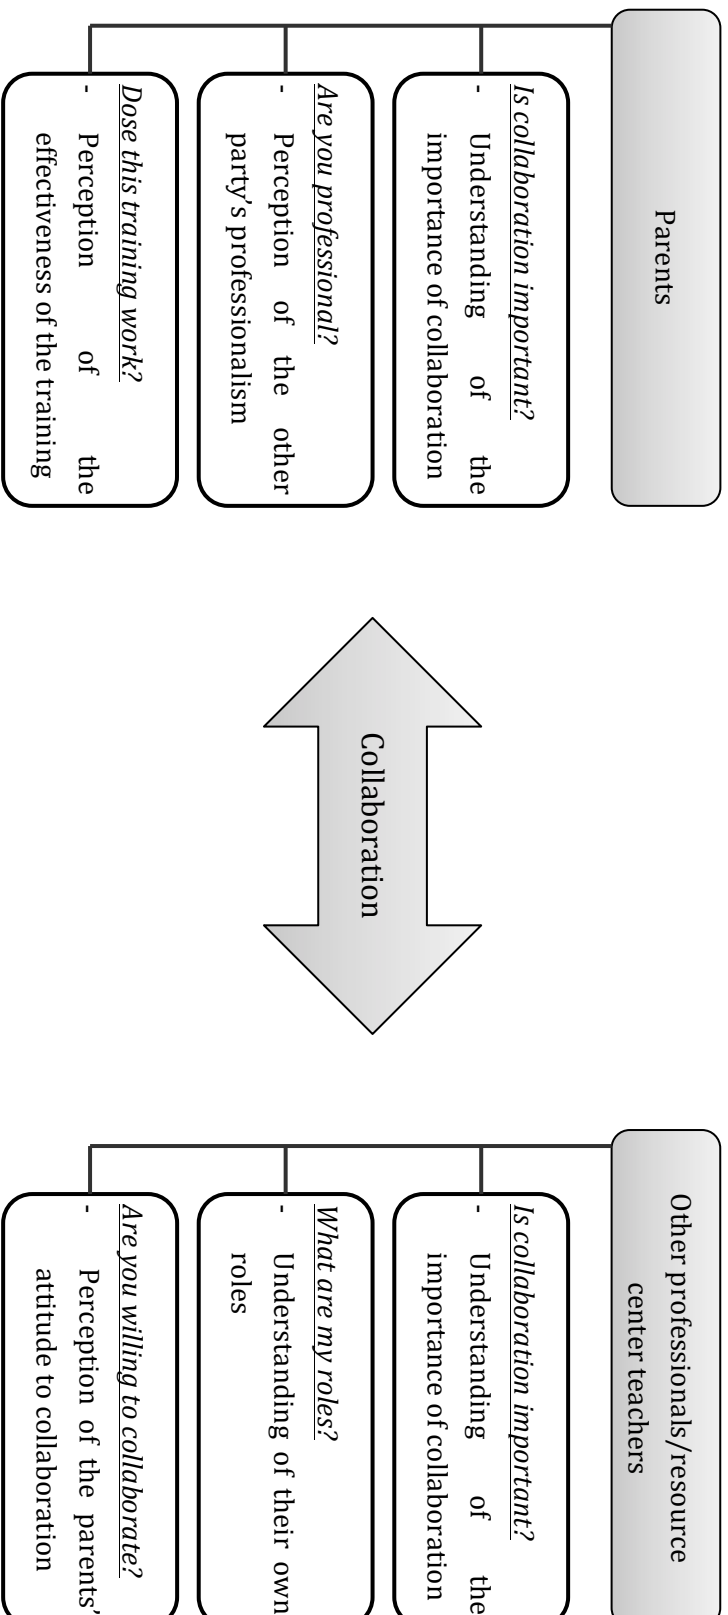 Parents
Is collaboration important?
- Understanding of the
importance of collaboration
Are you professional?
- Perception of the other
party’s professionalism
Dose this training work?
- Perception of the
effectiveness of the training
Collaboration
Other professionals/resource
center teachers
Is collaboration important?
- Understanding of the
importance of collaboration
What are my roles?
- Understanding of their own
roles
Are you willing to collaborate?
- Perception of the parents’
attitude to collaboration